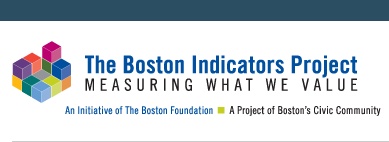 The Boston Indicators Project
MEASURING WHAT WE VALUE
An Initiative of The Boston Foundation A Project of Boston's Civic Community